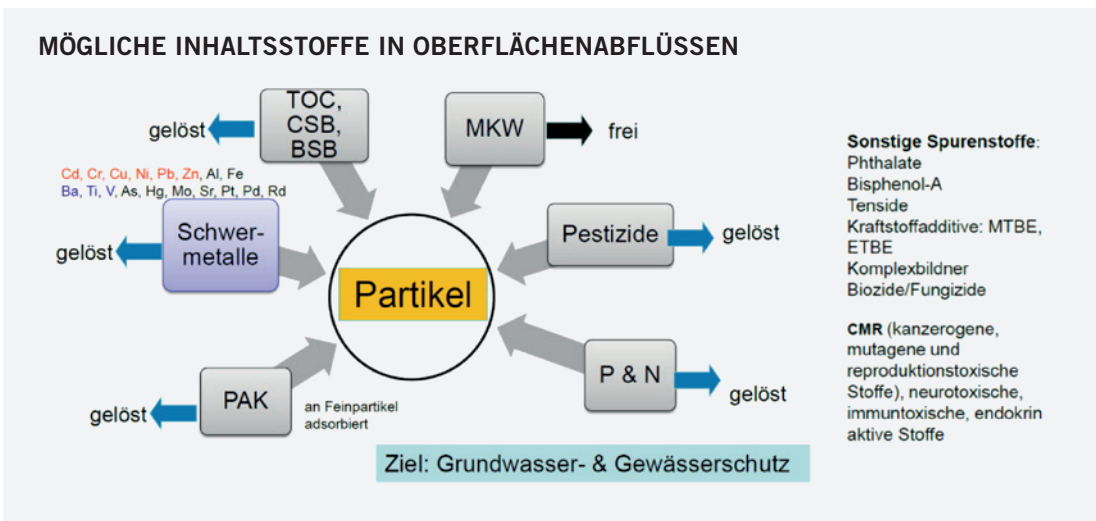 MÖGLICHE INHALTSSTOFFE IN OBERFLÄCHENABFLÜSSEN
gelöst
TOC,
CSB,
BSB
MKW
frei
Cd, Cr, Cu, Ni, Pb, Zn, Al, Fe
Ba, Ti, V, As, Hg, Mo, Sr, Pt, Pd, Rd
gelöst
Schwer-
metalle
Pestizide
gelöst
Partikel
gelöst
PAK
an Feinpartikel
adsorbiert
P & N
gelöst
Ziel: Grundwasser- & Gewässerschutz
Sonstige Spurenstoffe:
Phthalate
Bisphenol-A
Tenside
Kraftstoffadditive: MTBE,
ETBE
Komplexbildner
Biozide/Fungizide
CMR (kanzerogene,
mutagene und
reproduktionstoxische
Stoffe), neurotoxische,
immuntoxische, endokrin
aktive Stoffe